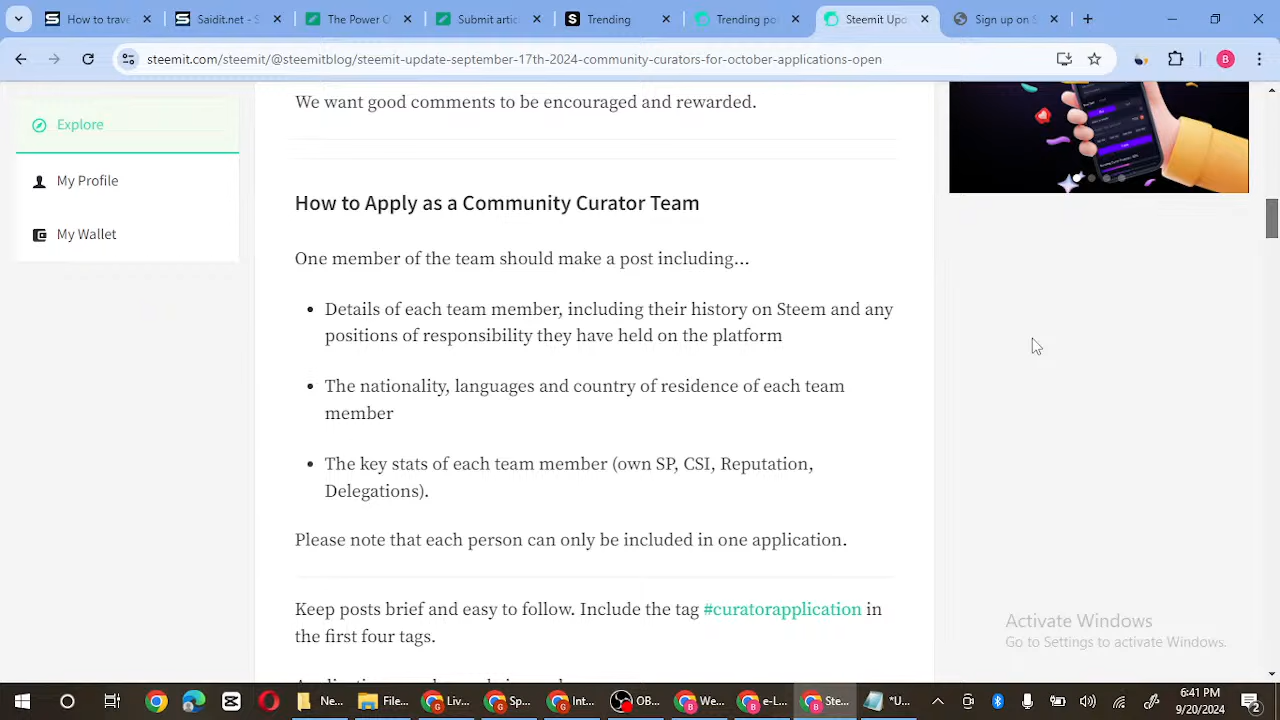 How to trav
Saidit.net - S
The Power O
Submit artic
Trending
Trending po
Steemit Upd
Sign up on S
steemit.com/steemit/@steemitblog/steemit-update-september-17th-2024-community-curators-for-october-applications-open
B
We want good comments to be encouraged and rewarded.
Explore
My Profile
My Wallet
How to Apply as a Community Curator Team
One member of the team should make a post including...
Details of each team member, including their history on Steem and any
positions of responsibility they have held on the platform
The nationality, languages and country of residence of each team
member
The key stats of each team member (own SP, CSI, Reputation,
Delegations).
Please note that each person can only be included in one application.
Keep posts brief and easy to follow. Include the tag #curatorapplication in
the first four tags.
Activate Windows
Go to Settings to activate Windows.
Ne...
File...
Liv...
Sp...
Int...
OB...
We...
(-L...
Ste...
*U...
6:41 PM
9/21/2024
2